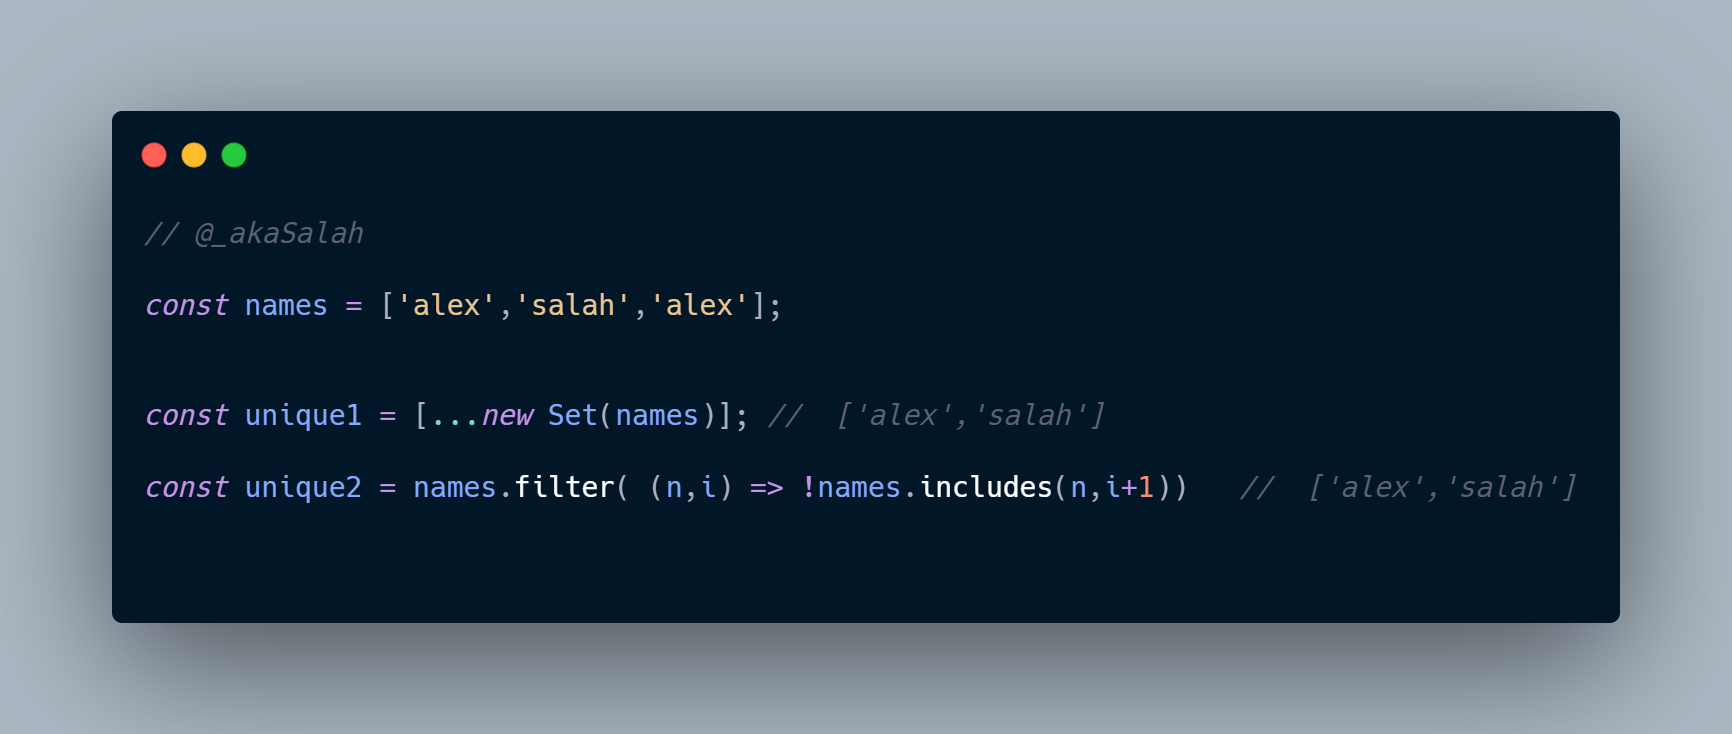 // @_akaSalah
const names = ['alex','salah','alex'];
const unique1 = [...new Set(names)]; //  ['alex','salah']
const unique2 = names.filter( (n,i) => !names.includes(n,i+1))   //  ['alex','salah']